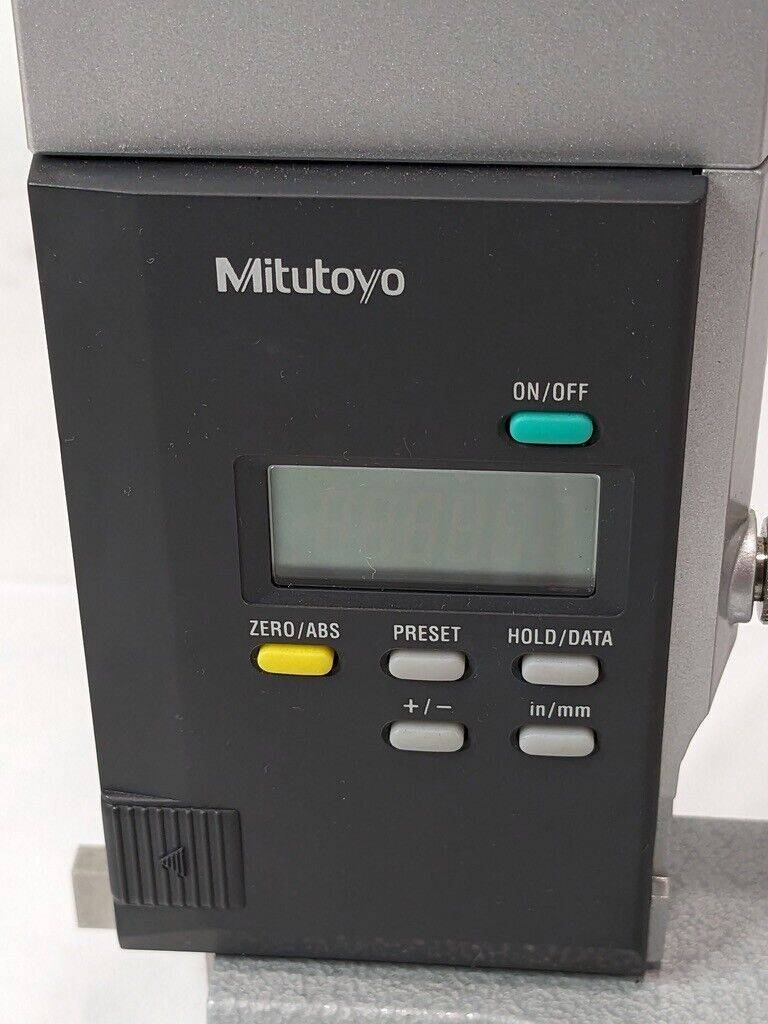 Mitutoyo
ON/OFF
ZERO/ABS PRESET HOLD/DATA
+/− in/mm